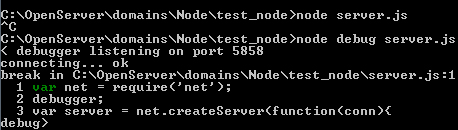 C:\OpenServer\domains\Node\test_node>node server.js
^C
C:\OpenServer\domains\Node\test_node>node debug server.js
< debugger listening on port 5858
connecting... ok
break in C:\OpenServer\domains\Node\test_node\server.js:1
1 var net = require('net');
2 debugger;
3 var server = net.createServer(function(conn){
debug>